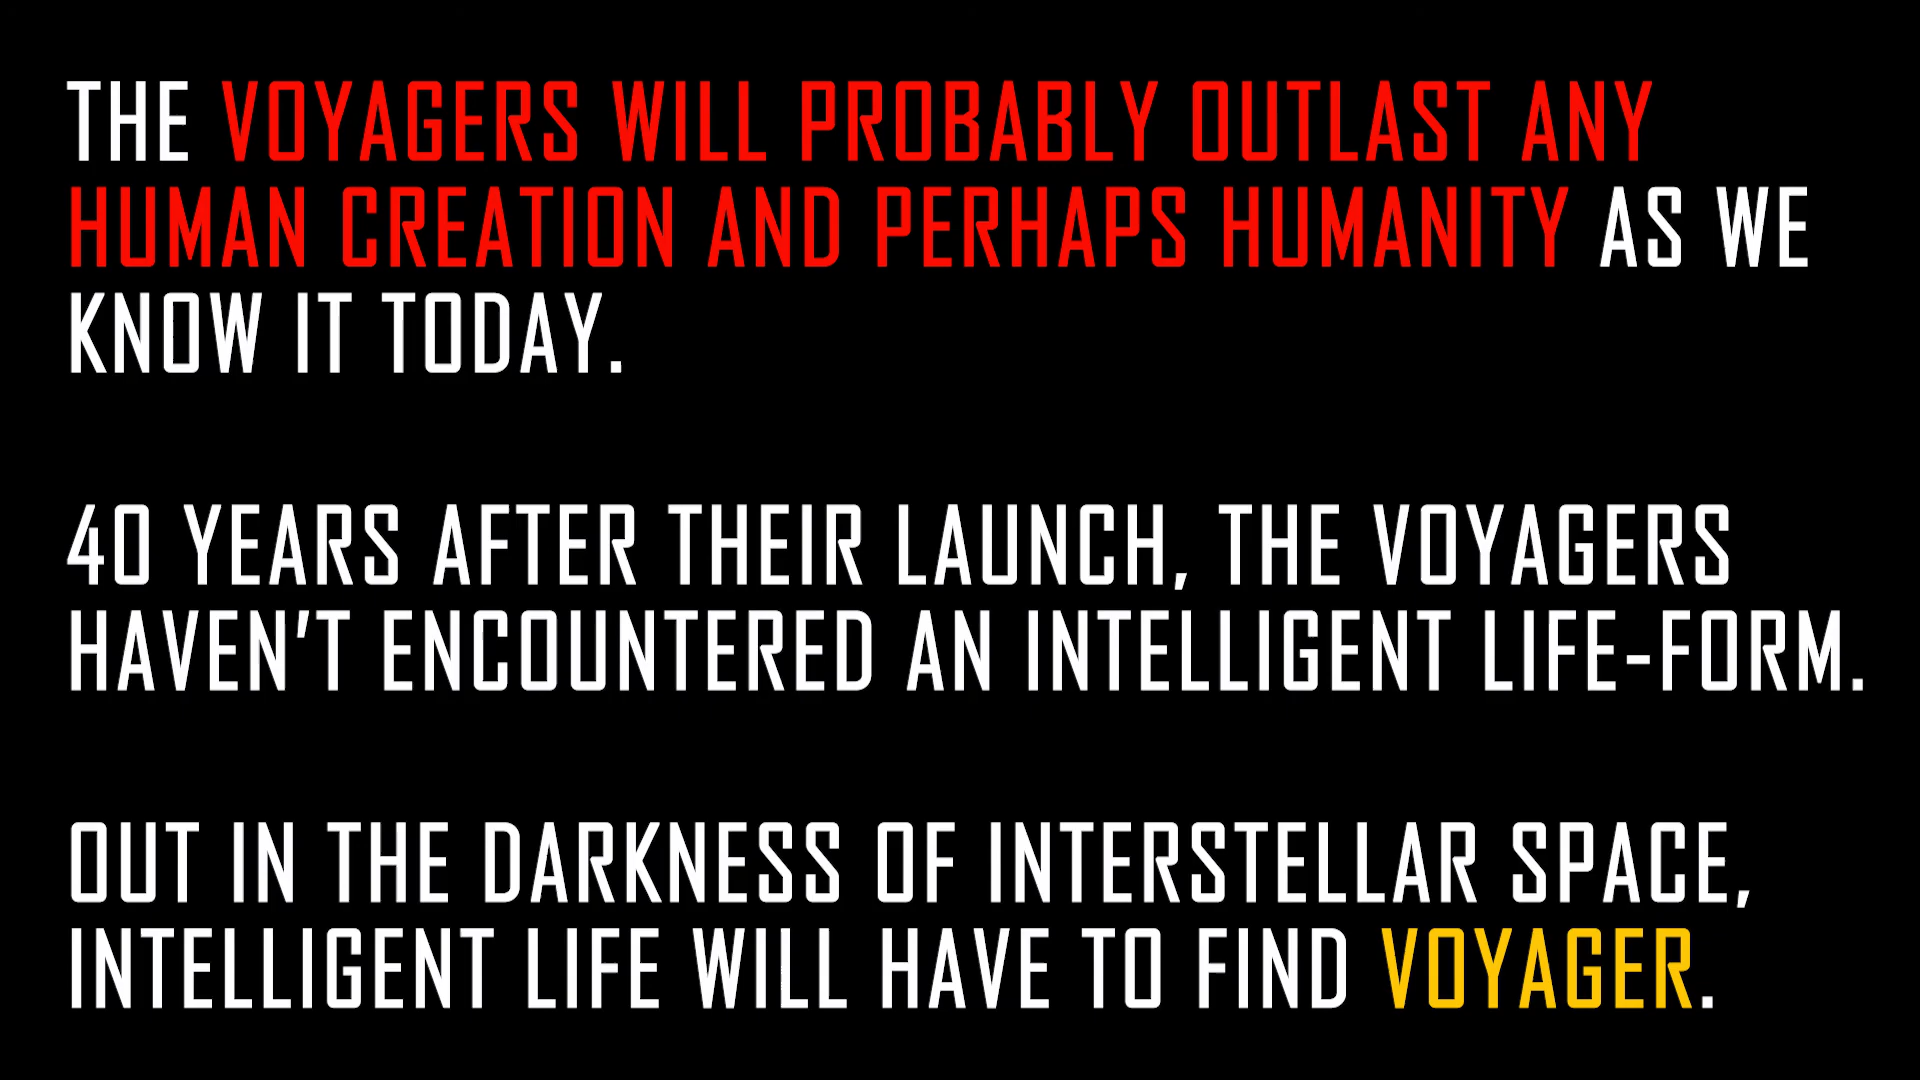 THE VOYAGERS WILL PROBABLY OUTLAST ANY
HUMAN CREATION AND PERHAPS HUMANITY AS WE
KNOW IT TODAY.
40 YEARS AFTER THEIR LAUNCH, THE VOYAGERS
HAVEN'T ENCOUNTERED AN INTELLIGENT LIFE-FORM.
OUT IN THE DARKNESS OF INTERSTELLAR SPACE,
INTELLIGENT LIFE WILL HAVE TO FIND VOYAGER.